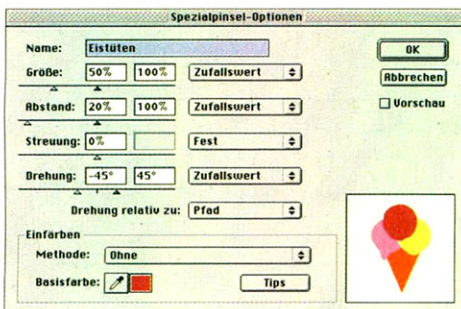 Spezialpinsel-Optionen
Name: Eistüten
OK
Größe: 50% 100% Zufallswert
Abbrechen
Abstand: 20% 100% Zufallswert
Vorschau
Streuung: 0% Fest
Drehung: -45° 45° Zufallswert
Drehung relativ zu: Pfad
Einfärben
Methode: Ohne
Basisfarbe: Tips